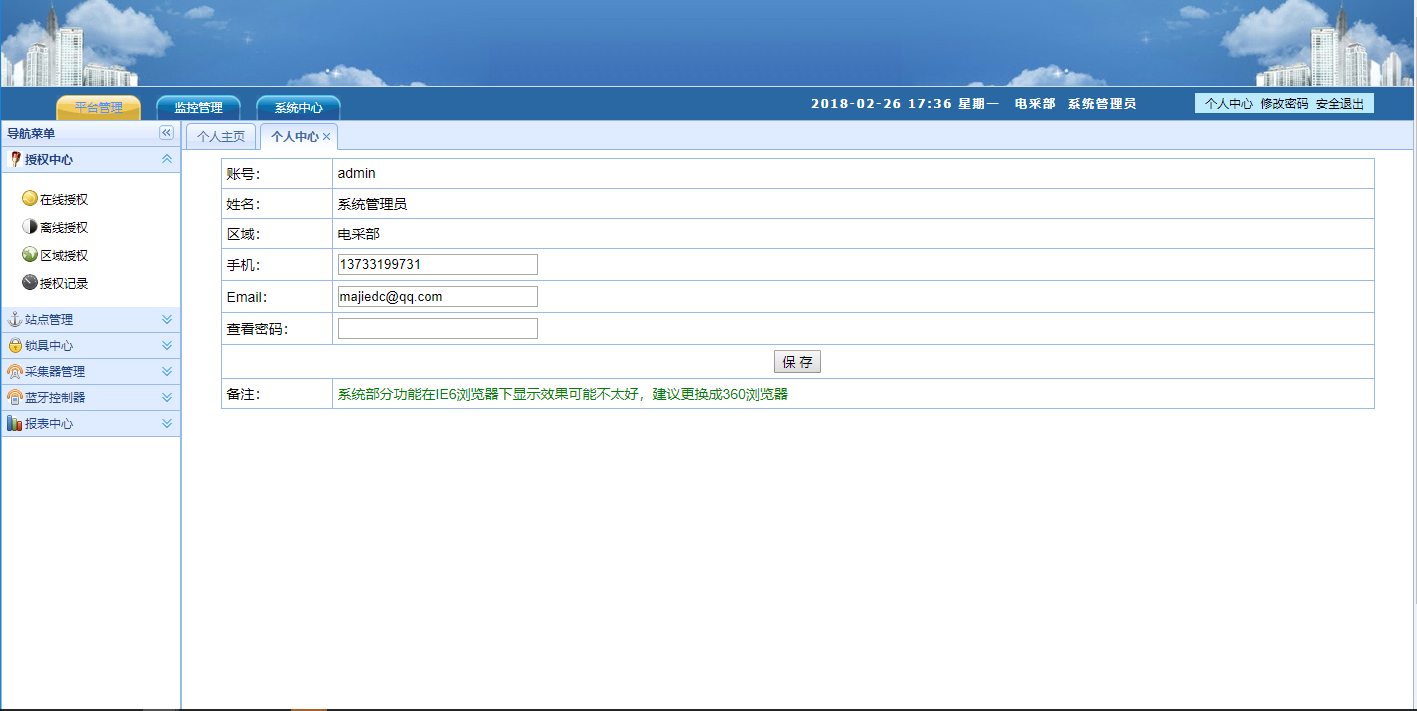 平台管理 监控管理 系统中心 2018-02-26 17:36 星期一 电采部 系统管理员 个人中心 修改密码 安全退出
导航菜单
个人主页 个人中心
授权中心
在线授权
离线授权
区域授权
授权记录
站点管理
锁具中心
采集器管理
蓝牙控制器
报表中心
账号: admin
姓名: 系统管理员
区域: 电采部
手机: 13733199731
Email: majiedc@qq.com
查看密码:
保 存
备注: 系统部分功能在IE6浏览器下显示效果可能不太好，建议更换成360浏览器